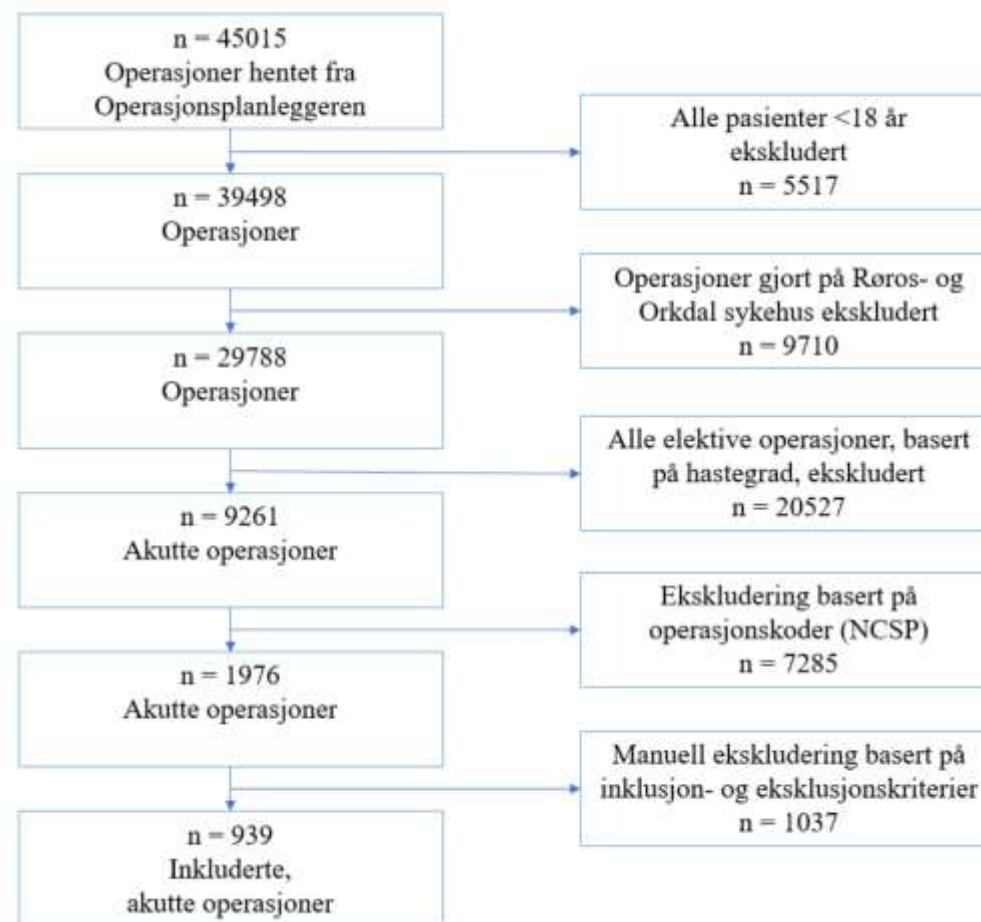 n = 45015
Operasjoner hentet fra
Operasjonsplanleggeren
Alle pasienter <18 år
ekskludert
n = 5517
n = 39498
Operasjoner
Operasjoner gjort på Røros- og
Orkdal sykehus ekskludert
n = 9710
n = 29788
Operasjoner
Alle elektive operasjoner, basert
på hastegrad, ekskludert
n = 20527
n = 9261
Akutte operasjoner
Ekskludering basert på
operasjonskoder (NCSP)
n = 7285
n = 1976
Akutte operasjoner
Manuell ekskludering basert på
inklusjon- og eksklusjonskriterier
n = 1037
n = 939
Inkluderte,
akutte operasjoner